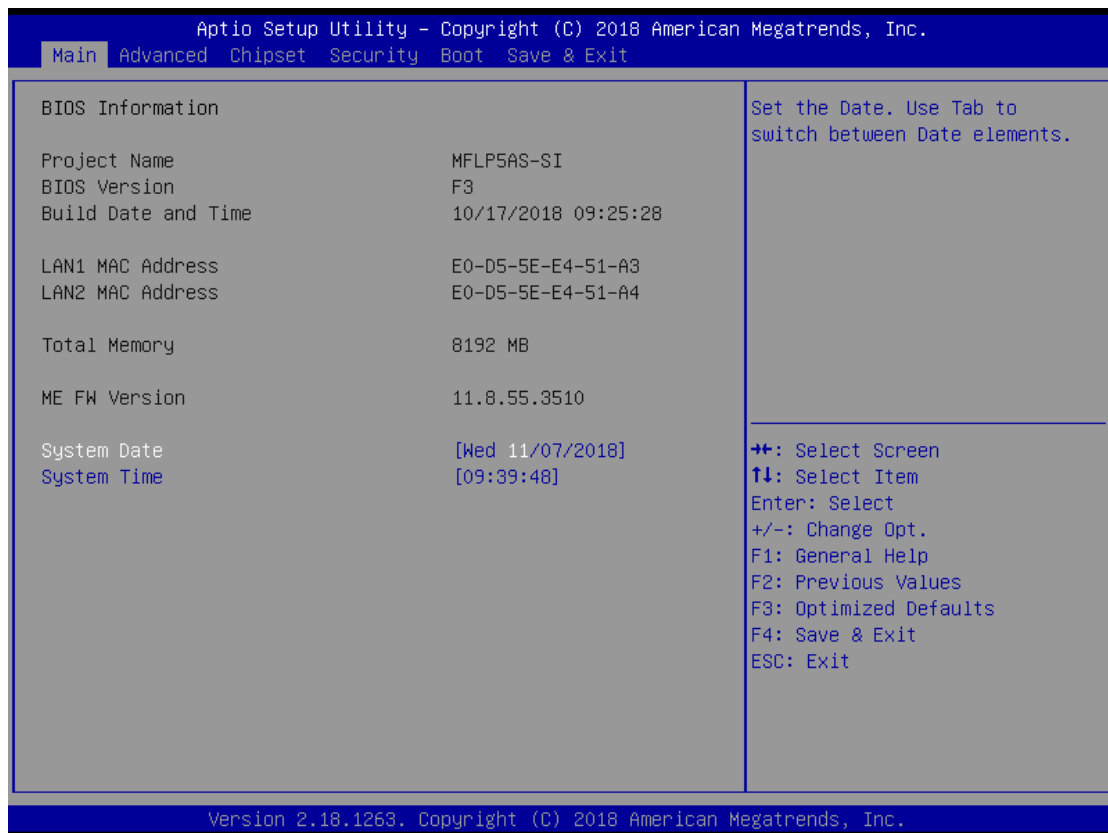 Aptio Setup Utility – Copyright (C) 2018 American Megatrends, Inc.
Main Advanced Chipset Security Boot Save & Exit
BIOS Information
Project Name MFLP5AS-SI
BIOS Version F3
Build Date and Time 10/17/2018 09:25:28
LAN1 MAC Address E0-D5-5E-E4-51-A3
LAN2 MAC Address E0-D5-5E-E4-51-A4
Total Memory 8192 MB
ME FW Version 11.8.55.3510
System Date [Wed 11/07/2018]
System Time [09:39:48]
Set the Date. Use Tab to
switch between Date elements.
→←: Select Screen
↑↓: Select Item
Enter: Select
+/-: Change Opt.
F1: General Help
F2: Previous Values
F3: Optimized Defaults
F4: Save & Exit
ESC: Exit
Version 2.18.1263. Copyright (C) 2018 American Megatrends, Inc.